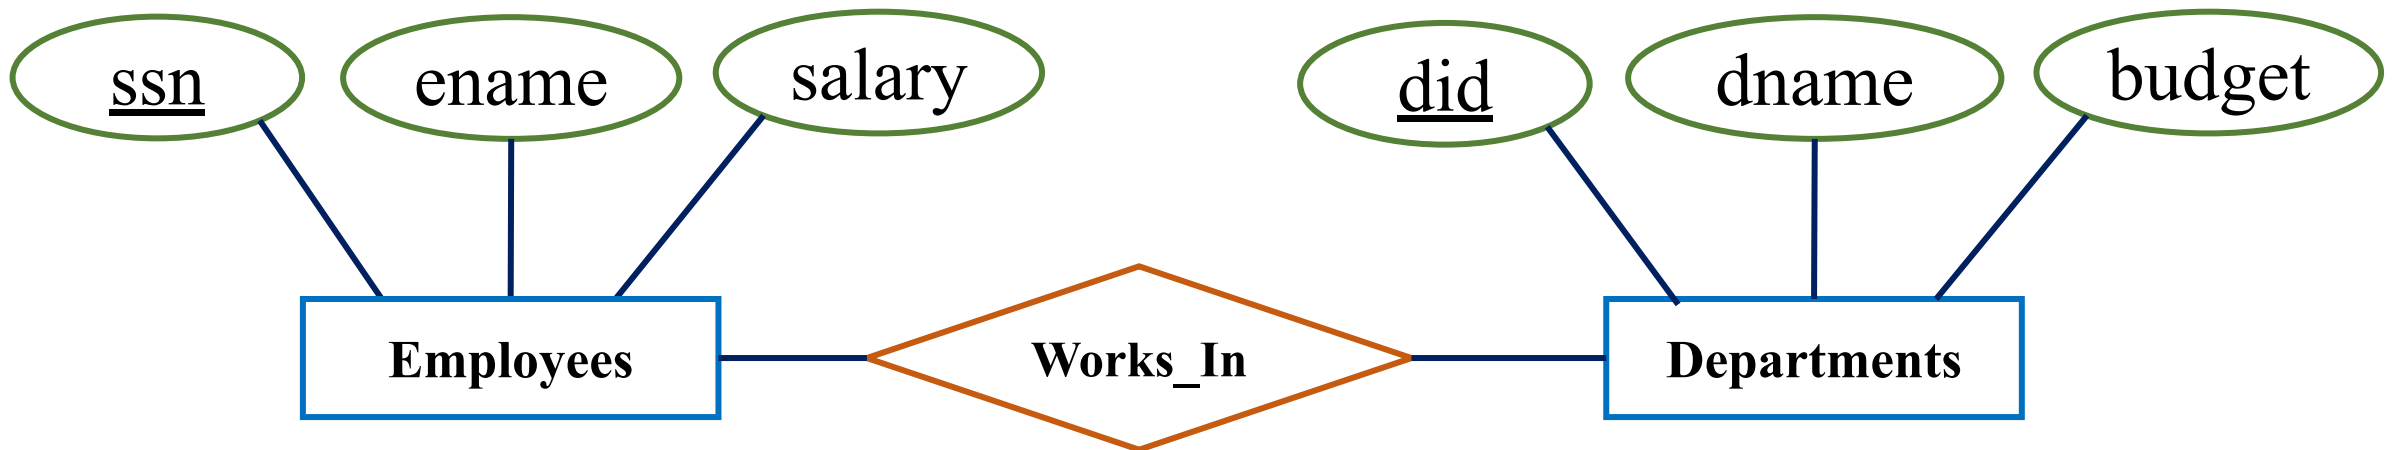 ssn
ename
salary
did
dname
budget
Employees
Works_In
Departments